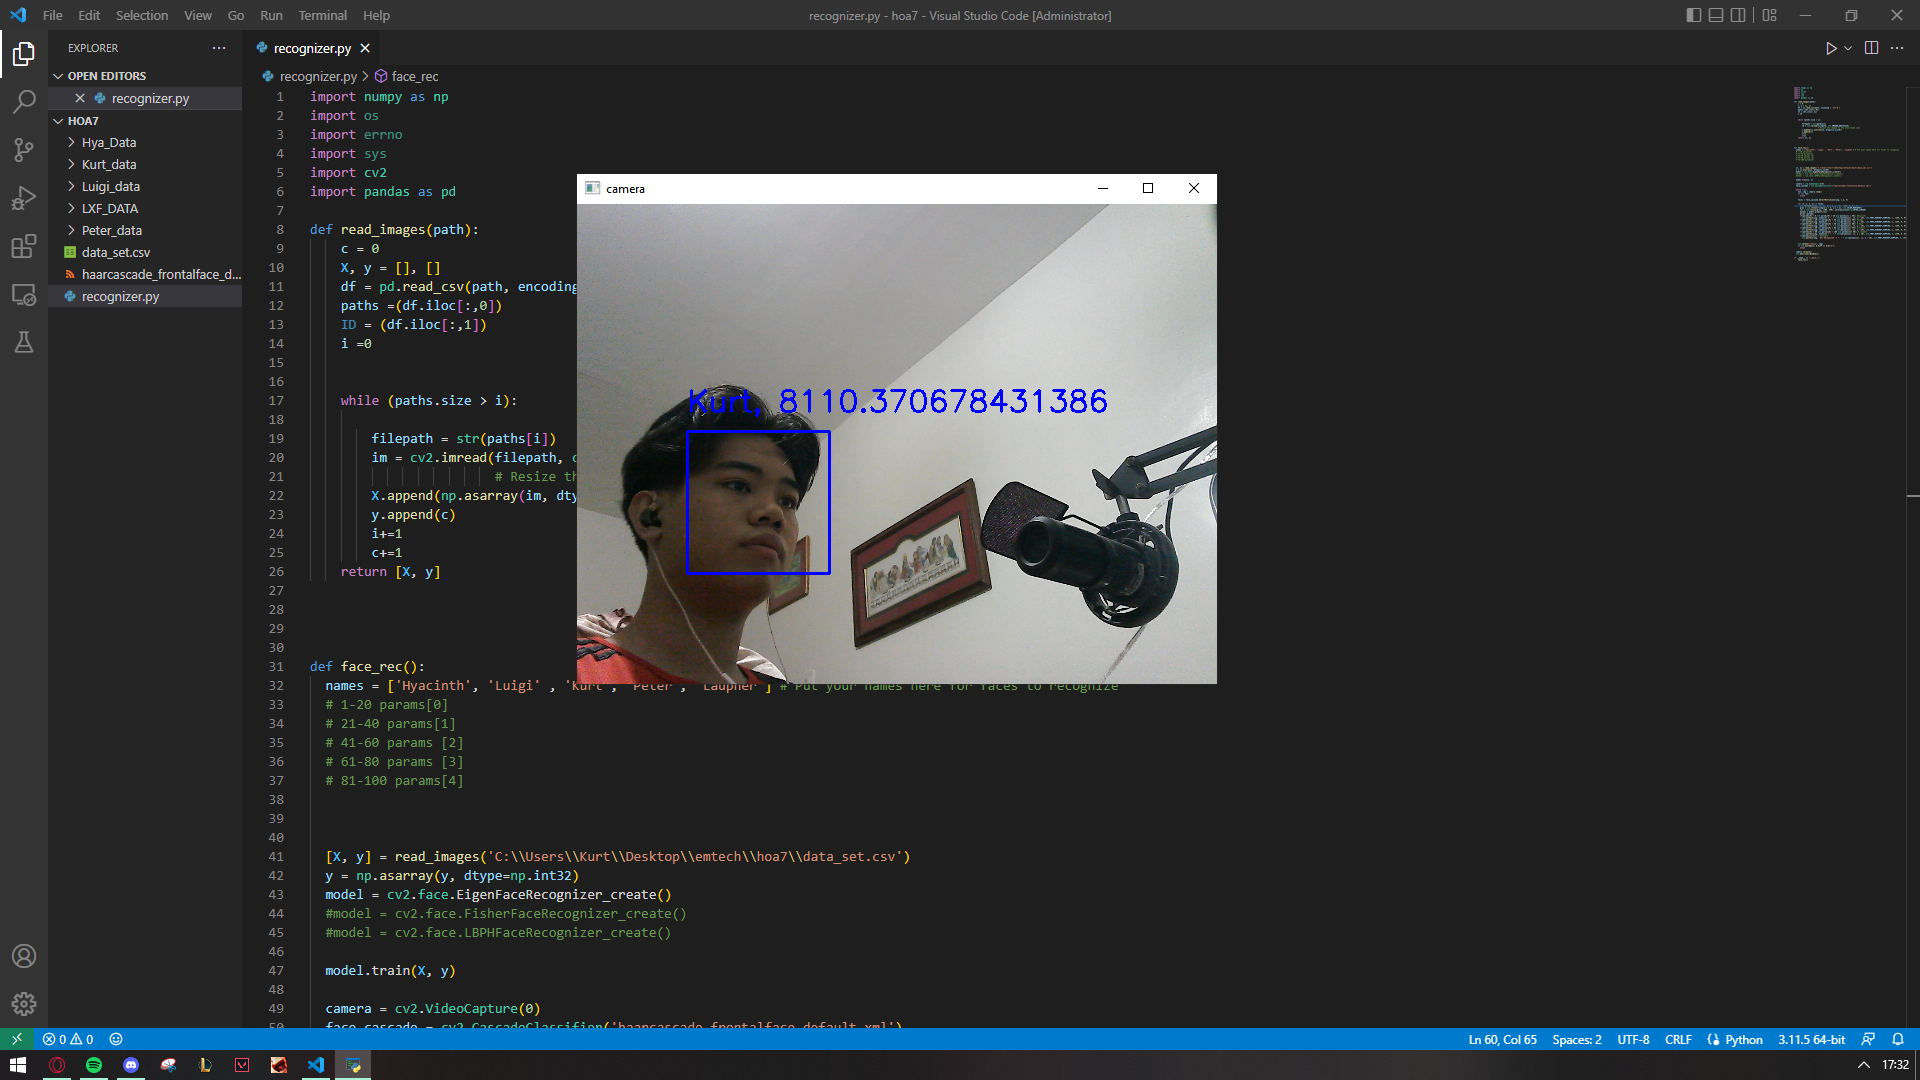 File Edit Selection View Go Run Terminal Help
recognizer.py - hoa7 - Visual Studio Code [Administrator]
EXPLORER
OPEN EDITORS
recognizer.py
HOA7
Hya_Data
Kurt_data
Luigi_data
LXF_DATA
Peter_data
data_set.csv
haarcascade_frontalface_d...
recognizer.py
recognizer.py
recognizer.py > face_rec
1 import numpy as np
2 import os
3 import errno
4 import sys
5 import cv2
6 import pandas as pd
7
8 def read_images(path):
9 c = 0
10 X, y = [], []
11 df = pd.read_csv(path, encoding
12 paths =(df.iloc[:,0])
13 ID = (df.iloc[:,1])
14 i =0
15
16
17 while (paths.size > i):
18
19 filepath = str(paths[i])
20 im = cv2.imread(filepath,
21 # Resize th
22 X.append(np.asarray(im, dty
23 y.append(c)
24 i+=1
25 c+=1
26 return [X, y]
27
28
29
30
31 def face_rec():
32 names = ['Hyacinth', 'Luigi' , 'Kurt', 'Peter', 'Laupher'] # Put your names here for faces to recognize
33 # 1-20 params[0]
34 # 21-40 params[1]
35 # 41-60 params [2]
36 # 61-80 params [3]
37 # 81-100 params[4]
38
39
40
41 [X, y] = read_images('C:\\Users\\Kurt\\Desktop\\emtech\\hoa7\\data_set.csv')
42 y = np.asarray(y, dtype=np.int32)
43 model = cv2.face.EigenFaceRecognizer_create()
44 #model = cv2.face.FisherFaceRecognizer_create()
45 #model = cv2.face.LBPHFaceRecognizer_create()
46
47 model.train(X, y)
48
49 camera = cv2.VideoCapture(0)
50 face_cascade = cv2.CascadeClassifier('haarcascade_frontalface_default.xml')
camera
Kurt, 8110.370678431386
0 0
Ln 60, Col 65 Spaces: 2 UTF-8 CRLF Python 3.11.5 64-bit
17:32